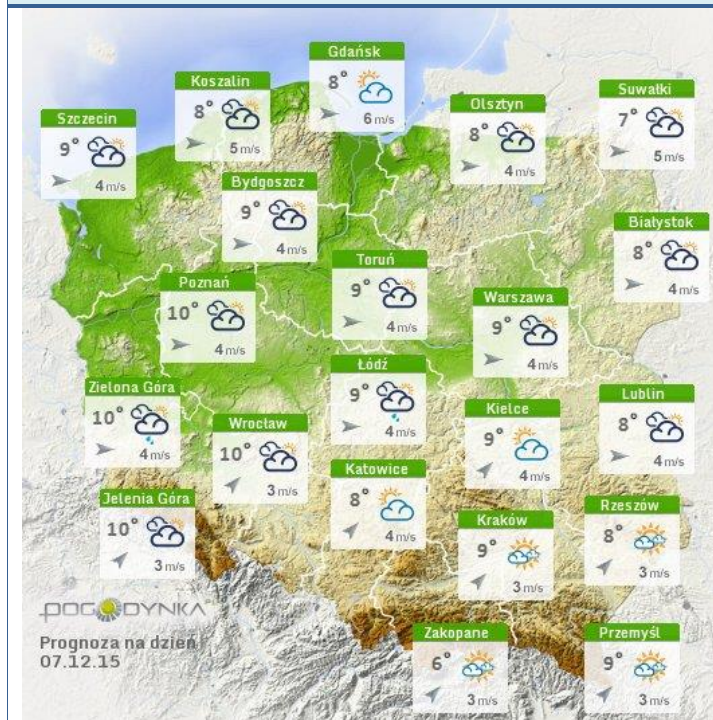 Gdańsk
8°
6 m/s
Koszalin
8°
5 m/s
Szczecin
9°
4 m/s
Olsztyn
8°
4 m/s
Suwałki
7°
5 m/s
Bydgoszcz
9°
4 m/s
Białystok
8°
4 m/s
Toruń
9°
4 m/s
Poznań
10°
4 m/s
Warszawa
9°
4 m/s
Łódź
9°
4 m/s
Zielona Góra
10°
4 m/s
Wrocław
10°
3 m/s
Kielce
9°
4 m/s
Lublin
8°
4 m/s
Katowice
8°
4 m/s
Jelenia Góra
10°
3 m/s
Kraków
9°
3 m/s
Rzeszów
8°
3 m/s
POGODYNKA
Prognoza na dzień
07.12.15
Zakopane
6°
3 m/s
Przemyśl
9°
3 m/s